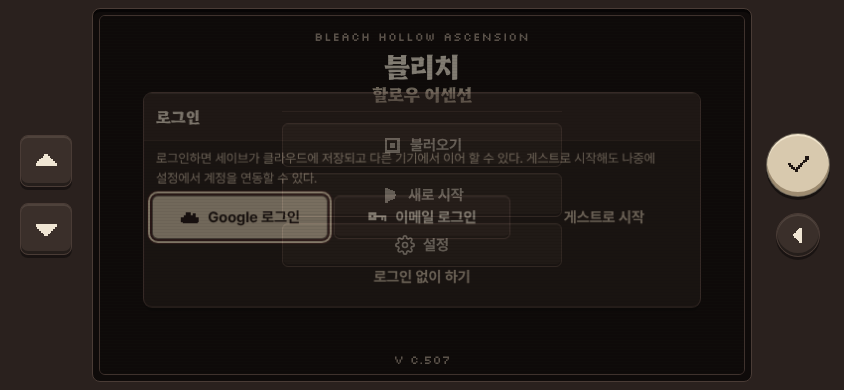 BLEACH HOLLOW ASCENSION
블리치
할로우 어센션
로그인
불러오기
로그인하면 세이브가 클라우드에 저장되고 다른 기기에서 이어 할 수 있다. 게스트로 시작해도 나중에
설정에서 계정을 연동할 수 있다.
새로 시작
Google 로그인
이메일 로그인
게스트로 시작
설정
로그인 없이 하기
V C.507